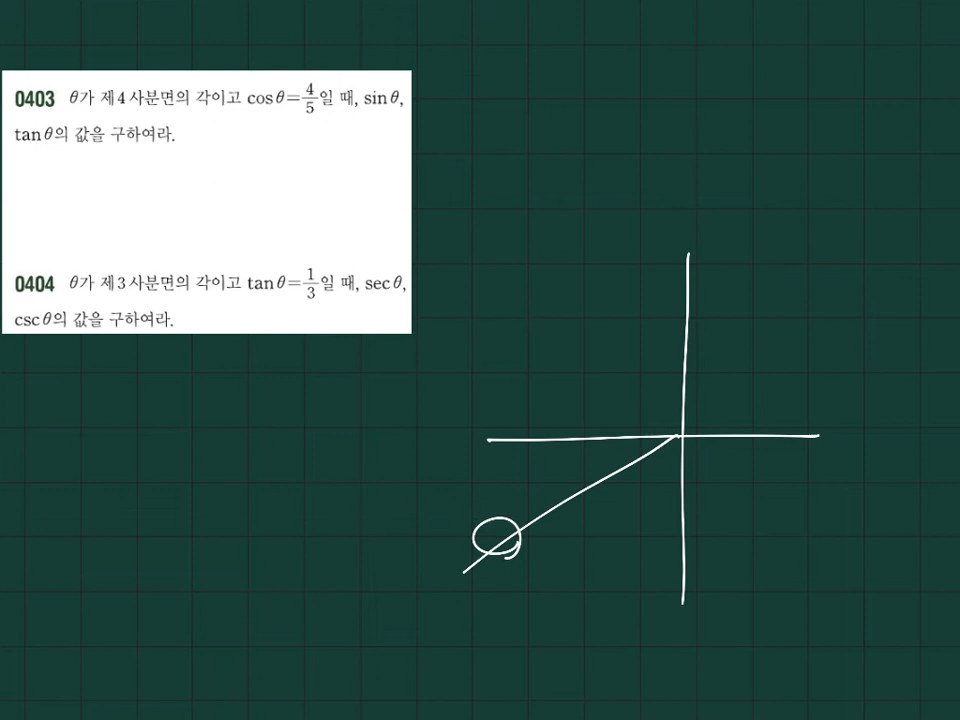 0403 θ가 제4사분면의 각이고 cosθ=4/5일 때, sinθ,
tanθ의 값을 구하여라.
0404 θ가 제3사분면의 각이고 tanθ=1/3일 때, secθ,
cscθ의 값을 구하여라.